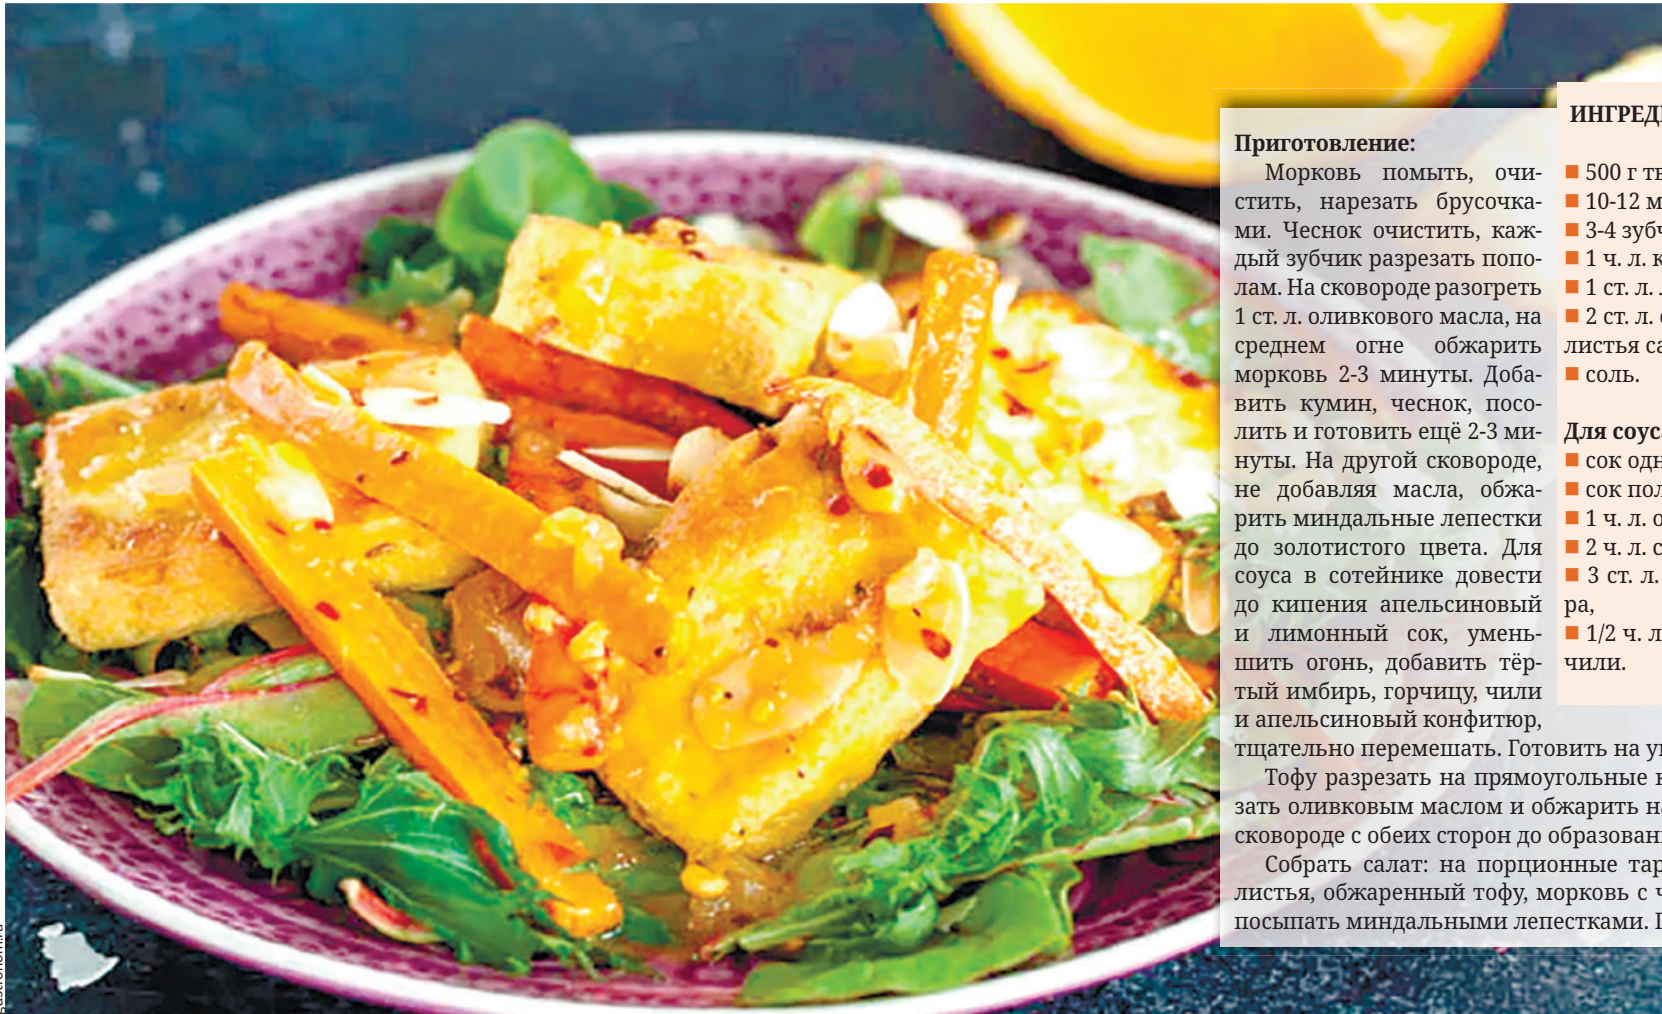 Приготовление:
Морковь помыть, очи-
стить, нарезать брусочка-
ми. Чеснок очистить, каж-
дый зубчик разрезать попо-
лам. На сковороде разогреть
1 ст. л. оливкового масла, на
среднем огне обжарить
морковь 2-3 минуты. Доба-
вить кумин, чеснок, посо-
лить и готовить ещё 2-3 ми-
нуты. На другой сковороде,
не добавляя масла, обжа-
рить миндальные лепестки
до золотистого цвета. Для
соуса в сотейнике довести
до кипения апельсиновый
и лимонный сок, умень-
шить огонь, добавить тёр-
тый имбирь, горчицу, чили
и апельсиновый конфитюр,
тщательно перемешать. Готовить на
Тофу разрезать на прямоугольные
зать оливковым маслом и обжарить
сковороде с обеих сторон до
Собрать салат: на порционные
листья, обжаренный тофу, морковь с
посыпать миндальными лепестками.
500 г
10-12
3-4
1 ч. л.
1 ст. л.
2 ст. л.
листья
соль.
Для
сок
сок
1 ч. л.
2 ч. л.
3 ст. л.
ра,
1/2 ч. л
чили.